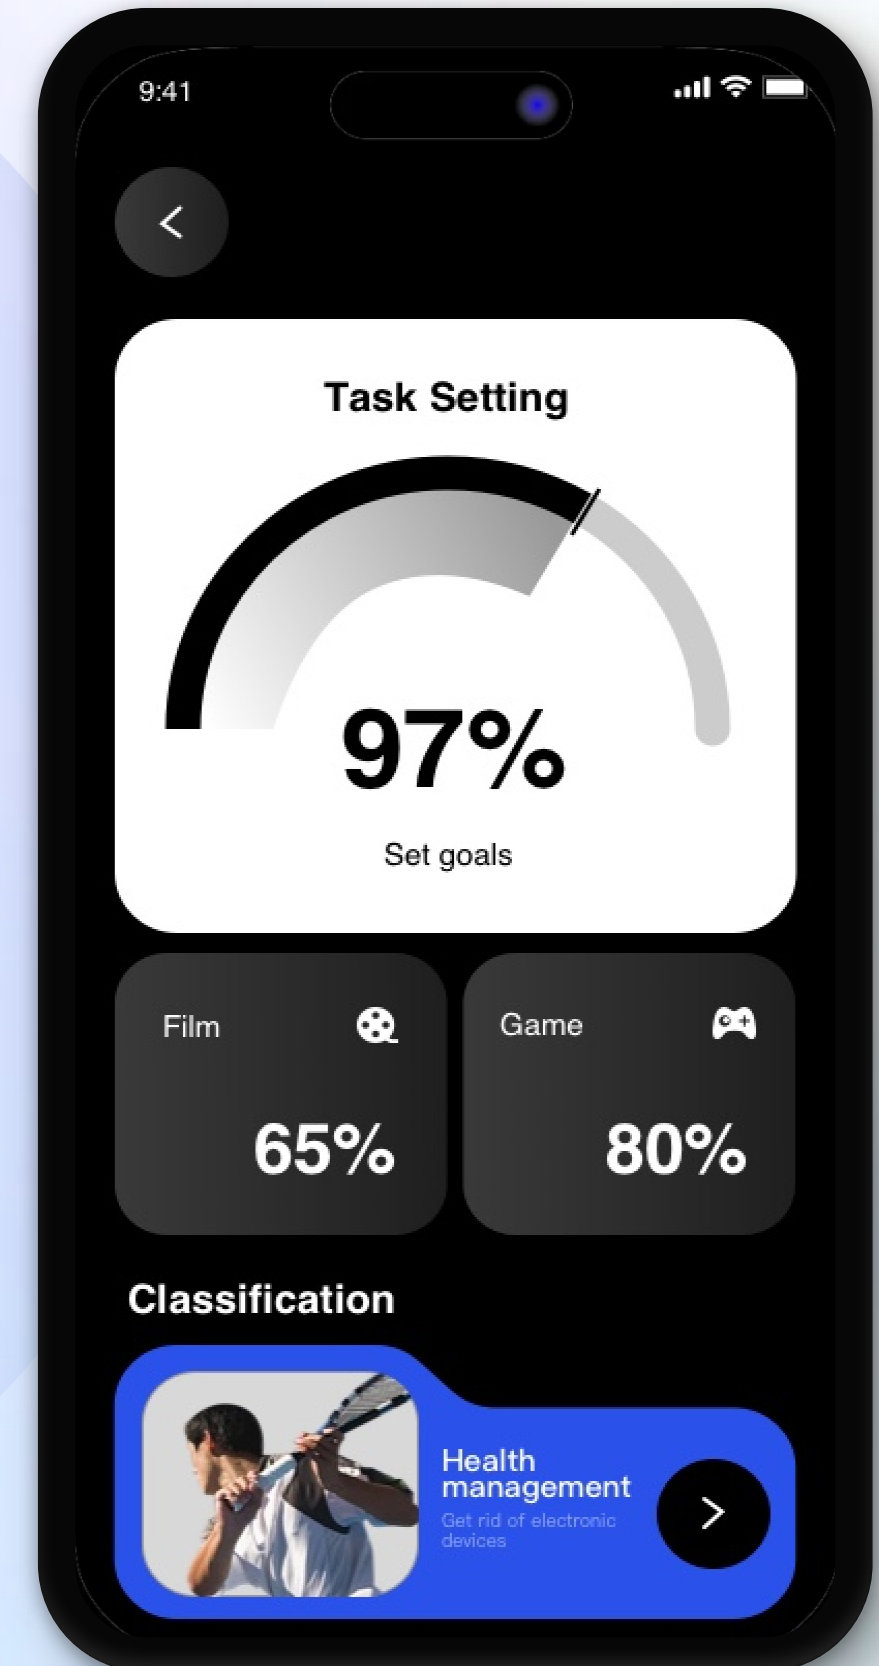 9:41
Task Setting
97%
Set goals
Film
Game
65%
80%
Classification
Health
management
Get rid of electronic
devices